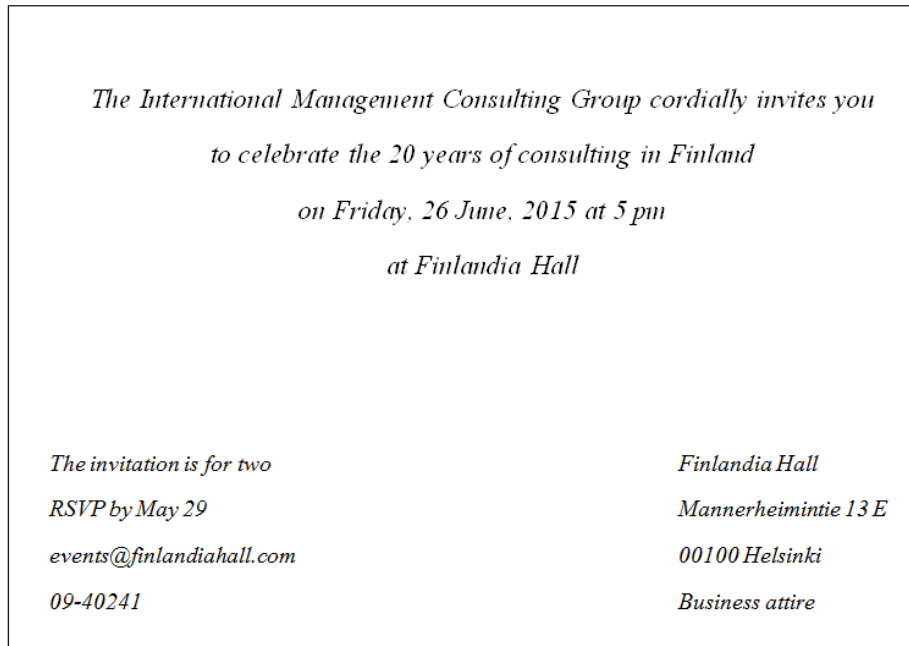 The International Management Consulting Group cordially invites you
to celebrate the 20 years of consulting in Finland
on Friday, 26 June, 2015 at 5 pm
at Finlandia Hall
The invitation is for two
RSVP by May 29
events@finlandiahall.com
09-40241
Finlandia Hall
Mannerheimintie 13 E
00100 Helsinki
Business attire